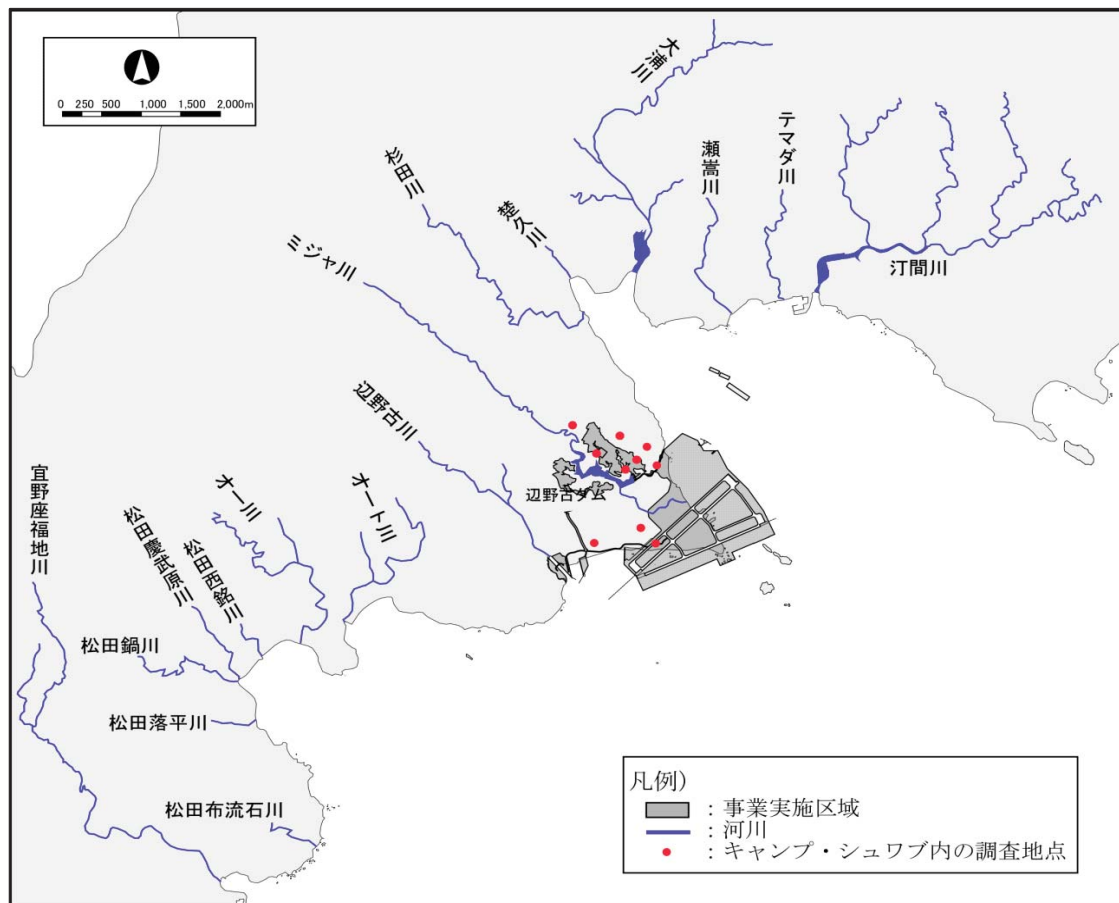 0 250 500 1,000 1,500 2,000m
大浦川
テマダ川
瀬嵩川
杉田川
楚久川
ミジャ川
汀間川
辺野古川
辺野古ダム
宜野座福地川
松田慶武原川
松田西銘川
オー川
オート川
松田鍋川
松田落平川
松田布流石川
凡例)
:事業実施区域
:河川
:キャンプ・シュワブ内の調査地点